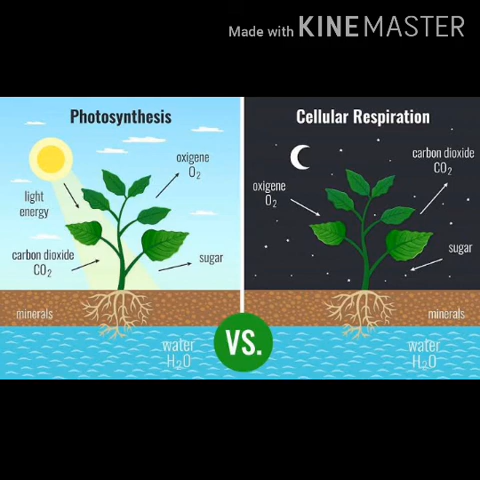 Made with KINEMASTER
Photosynthesis
oxigene
O₂
light
energy
carbon dioxide
CO₂
sugar
minerals
water
H₂O
VS.
Cellular Respiration
carbon dioxide
CO₂
oxigene
O₂
sugar
minerals
water
H₂O